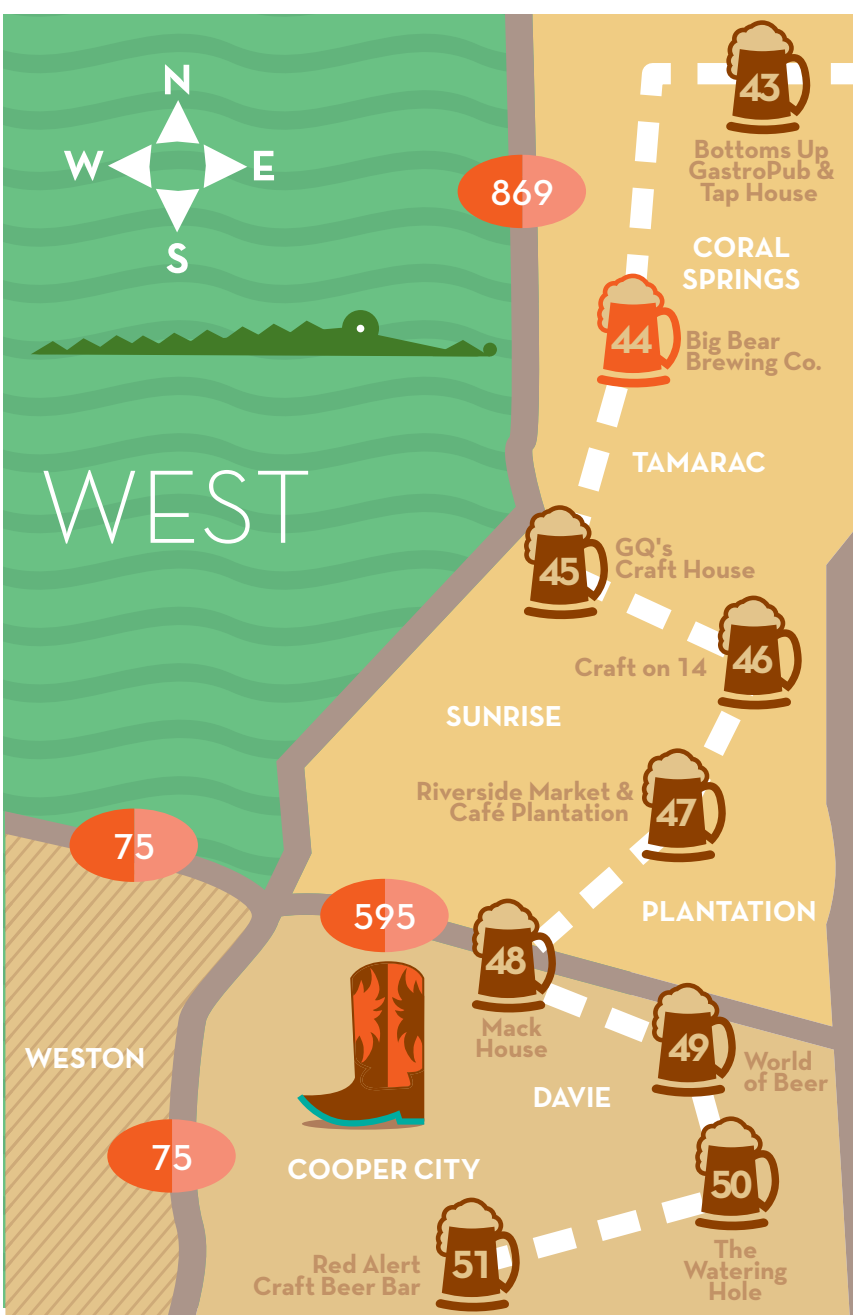 N
W E
S
43
Bottoms Up
GastroPub &
Tap House
869
CORAL
SPRINGS
44
Big Bear
Brewing Co.
TAMARAC
WEST
45
GQ's
Craft House
46
Craft on 14
SUNRISE
47
Riverside Market &
Café Plantation
75
595
PLANTATION
48
Mack
House
49
World
of Beer
WESTON
DAVIE
75
COOPER CITY
50
The
Watering
Hole
51
Red Alert
Craft Beer Bar